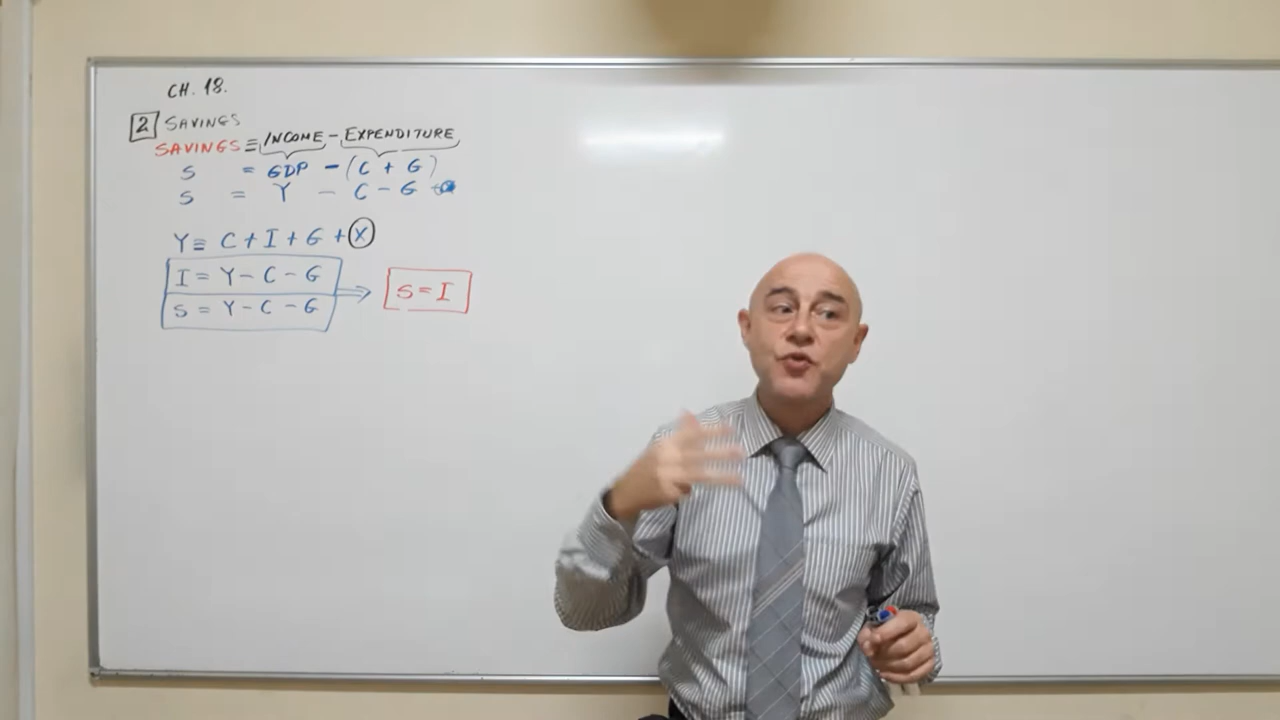 CH. 18.
2 SAVINGS
SAVINGS ≡ INCOME - EXPENDITURE
S = GDP - (C + G)
S = Y - C - G
Y ≡ C + I + G + X
I = Y - C - G
S = Y - C - G ⇒ S = I